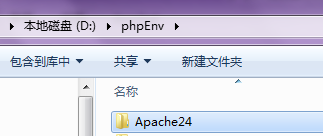 本地磁盘 (D:) ▸ phpEnv ▸
包含到库中 ▾ 共享 ▾ 新建文件夹
名称
Apache24